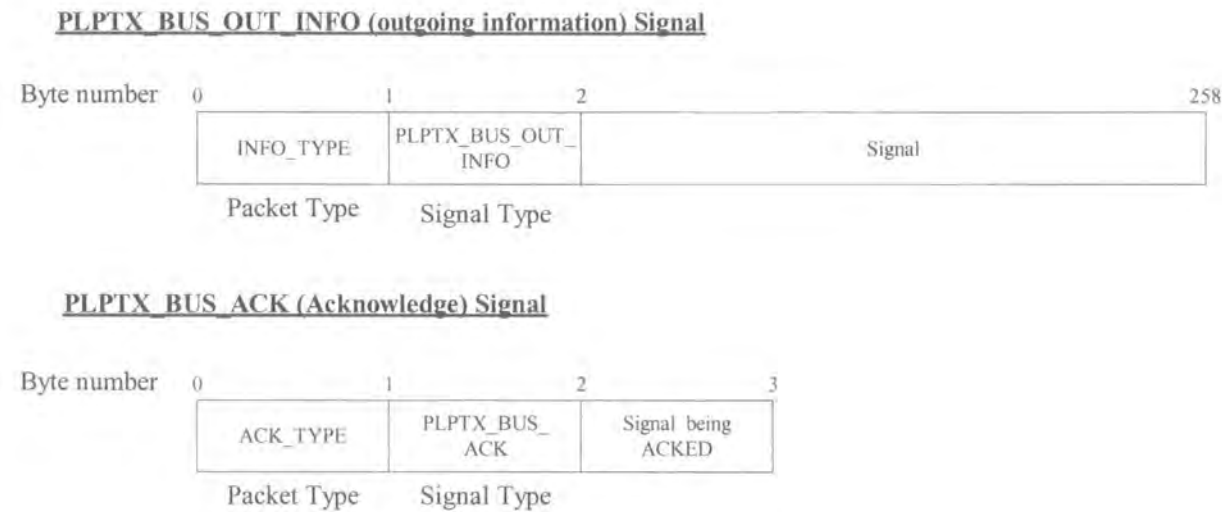 PLPTX_BUS_OUT_INFO (outgoing information) Signal
Byte number 0 1 2 258
INFO_TYPE PLPTX_BUS_OUT_ Signal
INFO
Packet Type Signal Type
PLPTX_BUS_ACK (Acknowledge) Signal
Byte number 0 1 2 3
ACK_TYPE PLPTX_BUS_ Signal being
ACK ACKED
Packet Type Signal Type